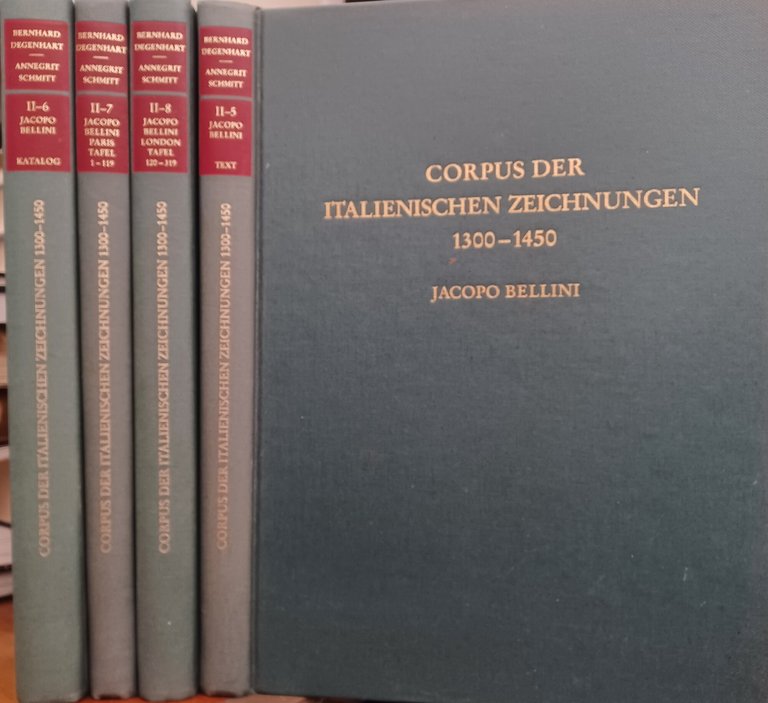 BERNHARD
DEGENHART
ANNEGRIT
SCHMITT
II–6
JACOPO
BELLINI
KATALOG
CORPUS DER ITALIENISCHEN ZEICHNUNGEN 1300–1450
BERNHARD
DEGENHART
ANNEGRIT
SCHMITT
II–7
JACOPO
BELLINI
PARIS
TAFEL
1–119
CORPUS DER ITALIENISCHEN ZEICHNUNGEN 1300–1450
BERNHARD
DEGENHART
ANNEGRIT
SCHMITT
II–8
JACOPO
BELLINI
LONDON
TAFEL
120–319
CORPUS DER ITALIENISCHEN ZEICHNUNGEN 1300–1450
BERNHARD
DEGENHART
ANNEGRIT
SCHMITT
II–5
JACOPO
BELLINI
TEXT
CORPUS DER ITALIENISCHEN ZEICHNUNGEN 1300–1450
CORPUS DER
ITALIENISCHEN ZEICHNUNGEN
1300–1450
JACOPO BELLINI